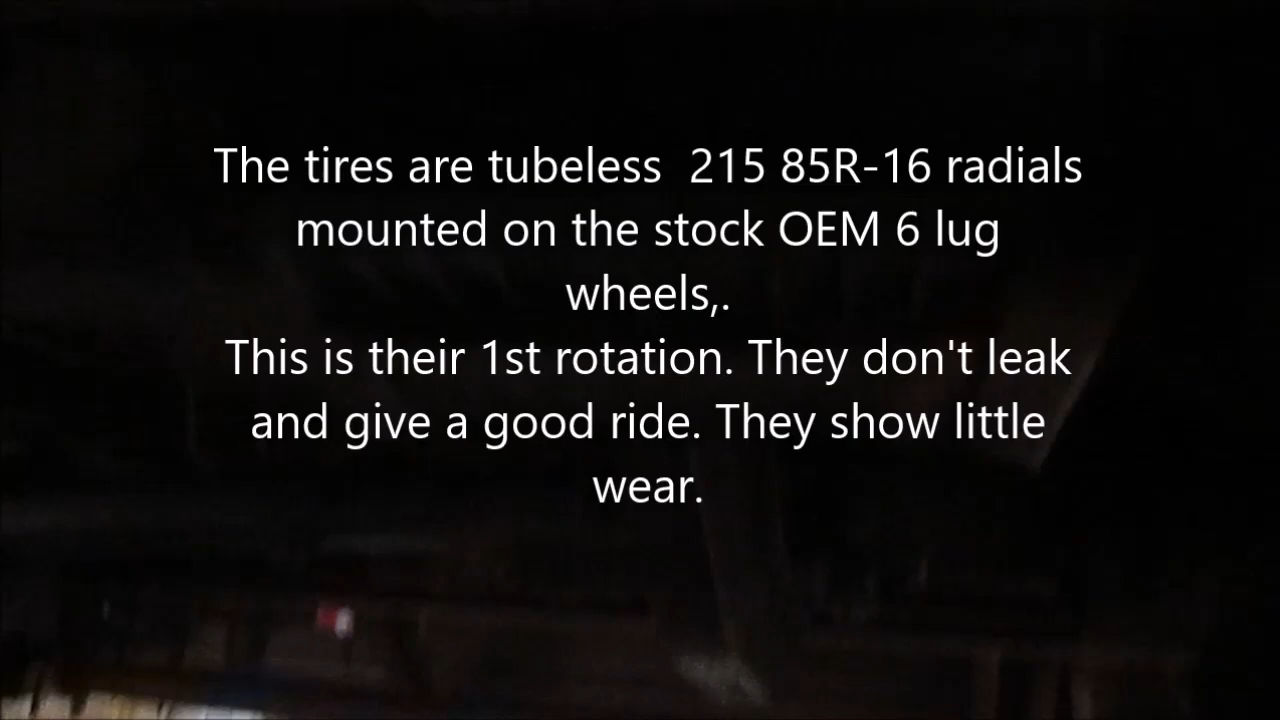 The tires are tubeless  215 85R-16 radials
mounted on the stock OEM 6 lug
wheels,.
This is their 1st rotation. They don't leak
and give a good ride. They show little
wear.